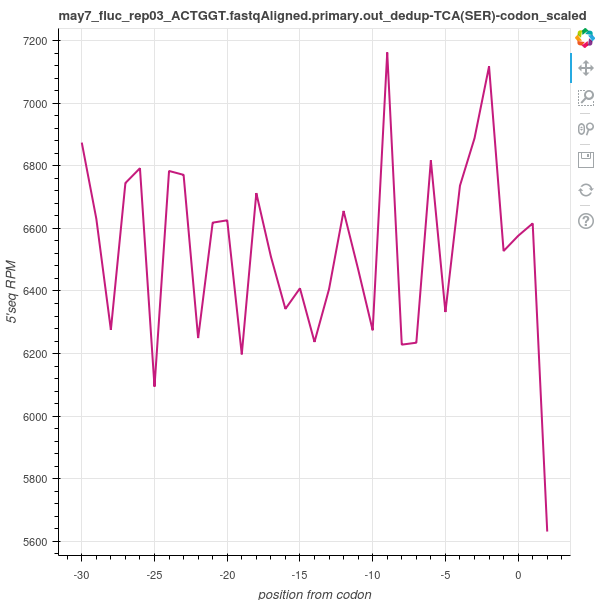 may7_fluc_rep03_ACTGGT.fastqAligned.primary.out_dedup-TCA(SER)-codon_scaled
7200
7000
6800
6600
6400
6200
6000
5800
5600
5'seq RPM
-30 -25 -20 -15 -10 -5 0
position from codon